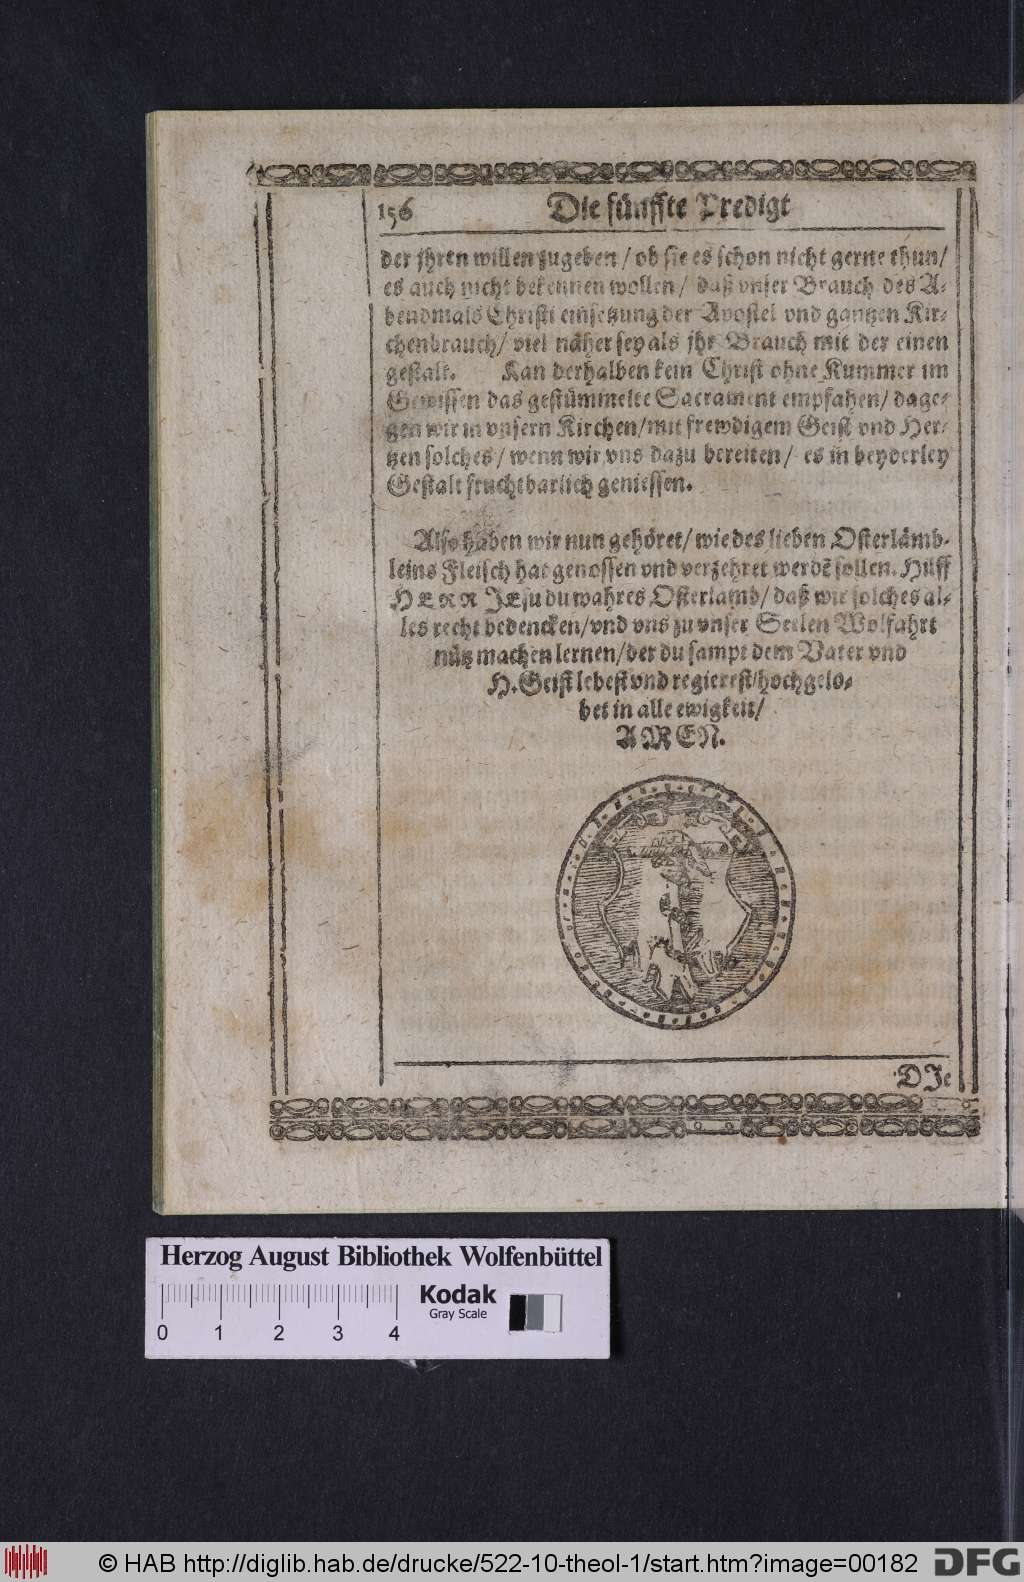 156 Die fünffte Predigt
der jhren willen zugeben / ob sie es schon nicht gerne thun /
es auch nicht bekennen wollen / daß vnser Brauch des A-
bendmals Christi einsetzung der Apostel vnd gantzen Kir-
chenbrauch / viel näher sey als jhr Brauch mit der einen
gestalt. Kan derhalben kein Christ ohne Kummer im
Gewissen das gestümmelte Sacrament empfahen / dage-
gen wir in vnsern Kirchen / mit frewdigem Geist vnd Her-
tzen solches / wenn wir vns dazu bereiten / es in beyderley
Gestalt fruchtbarlich geniessen.
Also haben wir nun gehöret / wie des lieben Osterlämb-
leins Fleisch hat genossen vnd verzehret werdẽ sollen. Hilff
HERR JEsu du wahres Osterlamb / daß wir solches al-
les recht bedencken / vnd vns zu vnser Seelen Wolfahrt
nütz machen lernen / der du sampt dem Vater vnd
H. Geist lebest vnd regierest / hochgelo-
bet in alle ewigkeit /
AMEN.
DJe
Herzog August Bibliothek Wolfenbüttel
Kodak
Gray Scale
0 1 2 3 4
© HAB http://diglib.hab.de/drucke/522-10-theol-1/start.htm?image=00182
DFG